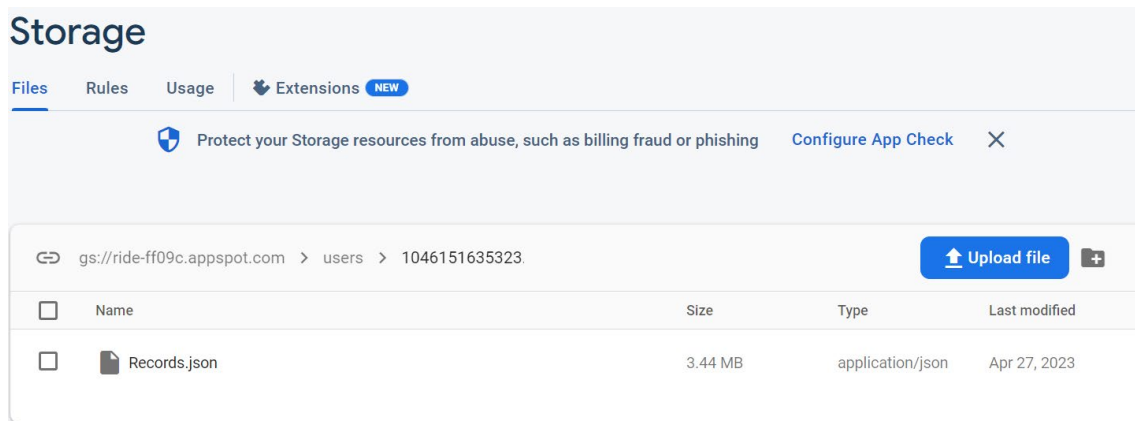 Storage
Files Rules Usage Extensions NEW
Protect your Storage resources from abuse, such as billing fraud or phishing Configure App Check
gs://ride-ff09c.appspot.com > users > 1046151635323. Upload file
Name Size Type Last modified
Records.json 3.44 MB application/json Apr 27, 2023